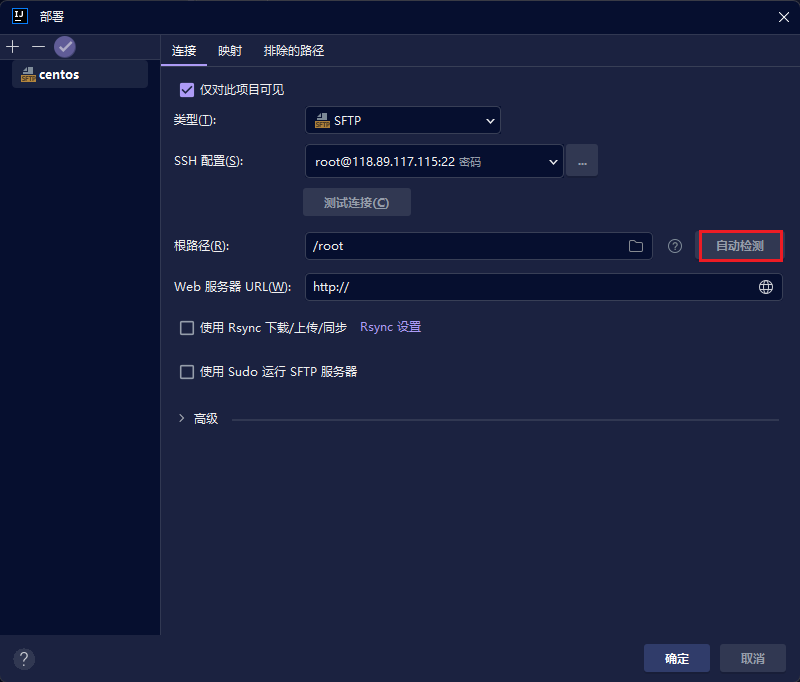 部署
centos
连接 映射 排除的路径
仅对此项目可见
类型(T): SFTP
SSH 配置(S): root@118.89.117.115:22 密码 ...
测试连接(C)
根路径(R): /root 自动检测
Web 服务器 URL(W): http://
使用 Rsync 下载/上传/同步 Rsync 设置
使用 Sudo 运行 SFTP 服务器
高级
确定 取消